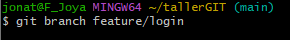 jonat@F_Joya MINGW64 ~/tallerGIT (main)
$ git branch feature/login